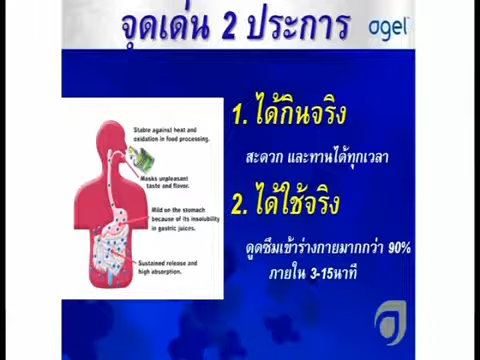 จุดเด่น 2 ประการ
agel
1. ได้กินจริง
สะดวก และทานได้ทุกเวลา
2. ได้ใช้จริง
ดูดซึมเข้าร่างกายมากกว่า 90%
ภายใน 3-15นาที
Stable against heat and
oxidation in food processing.
Masks unpleasant
taste and flavor.
Mild on the stomach
because of its insolubility
in gastric juices.
Sustained release and
high absorption.